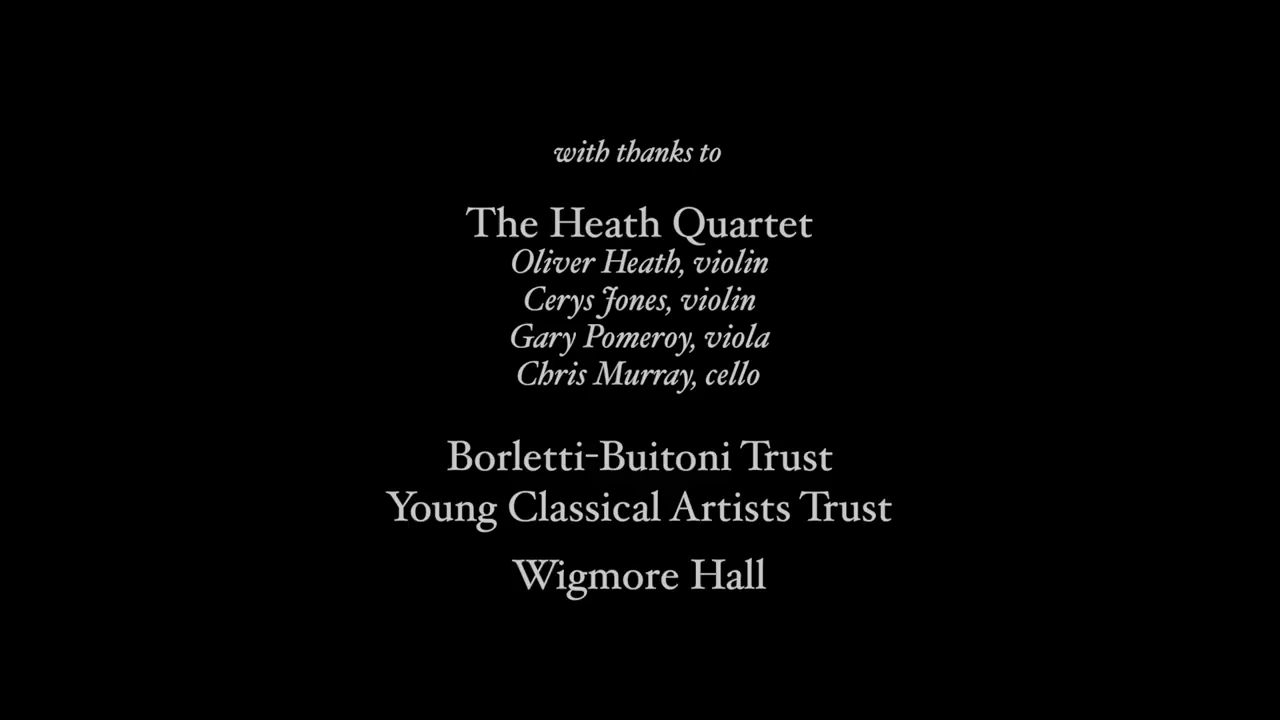 with thanks to
The Heath Quartet
Oliver Heath, violin
Cerys Jones, violin
Gary Pomeroy, viola
Chris Murray, cello
Borletti-Buitoni Trust
Young Classical Artists Trust
Wigmore Hall